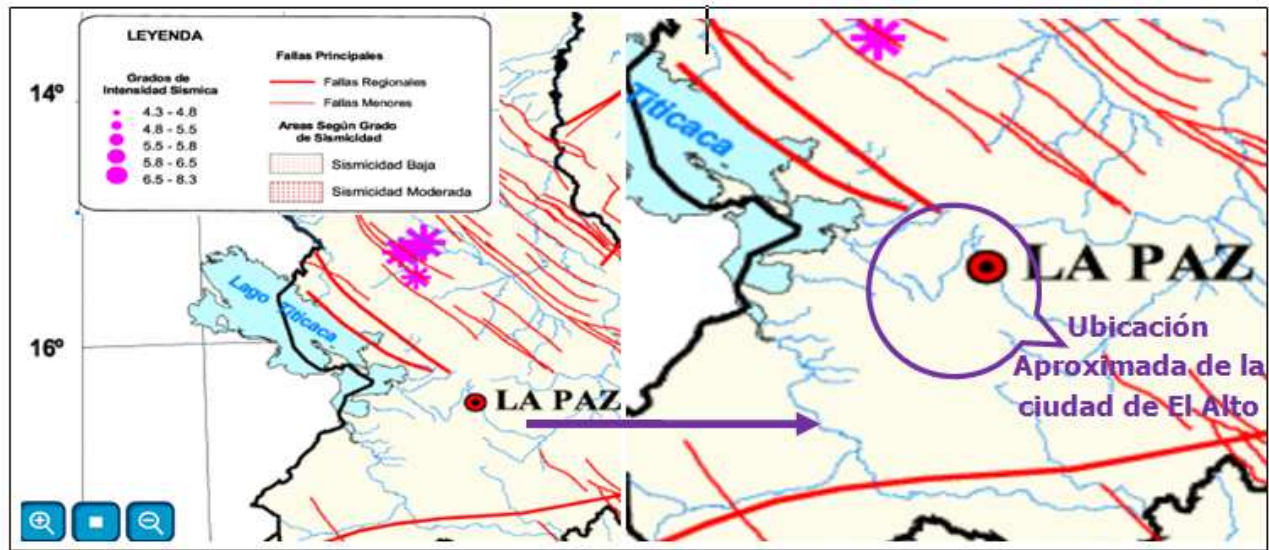 LEYENDA
Grados de
Intensidad Sismica
4.3 - 4.8
4.8 - 5.5
5.5 - 5.8
5.8 - 6.5
6.5 - 8.3
Fallas Principales
Fallas Regionales
Fallas Menores
Areas Según Grado
de Sismicidad
Sismicidad Baja
Sismicidad Moderada
14º
16º
Lago Titicaca
LA PAZ
Titicaca
LA PAZ
Ubicación
Aproximada de la
ciudad de El Alto